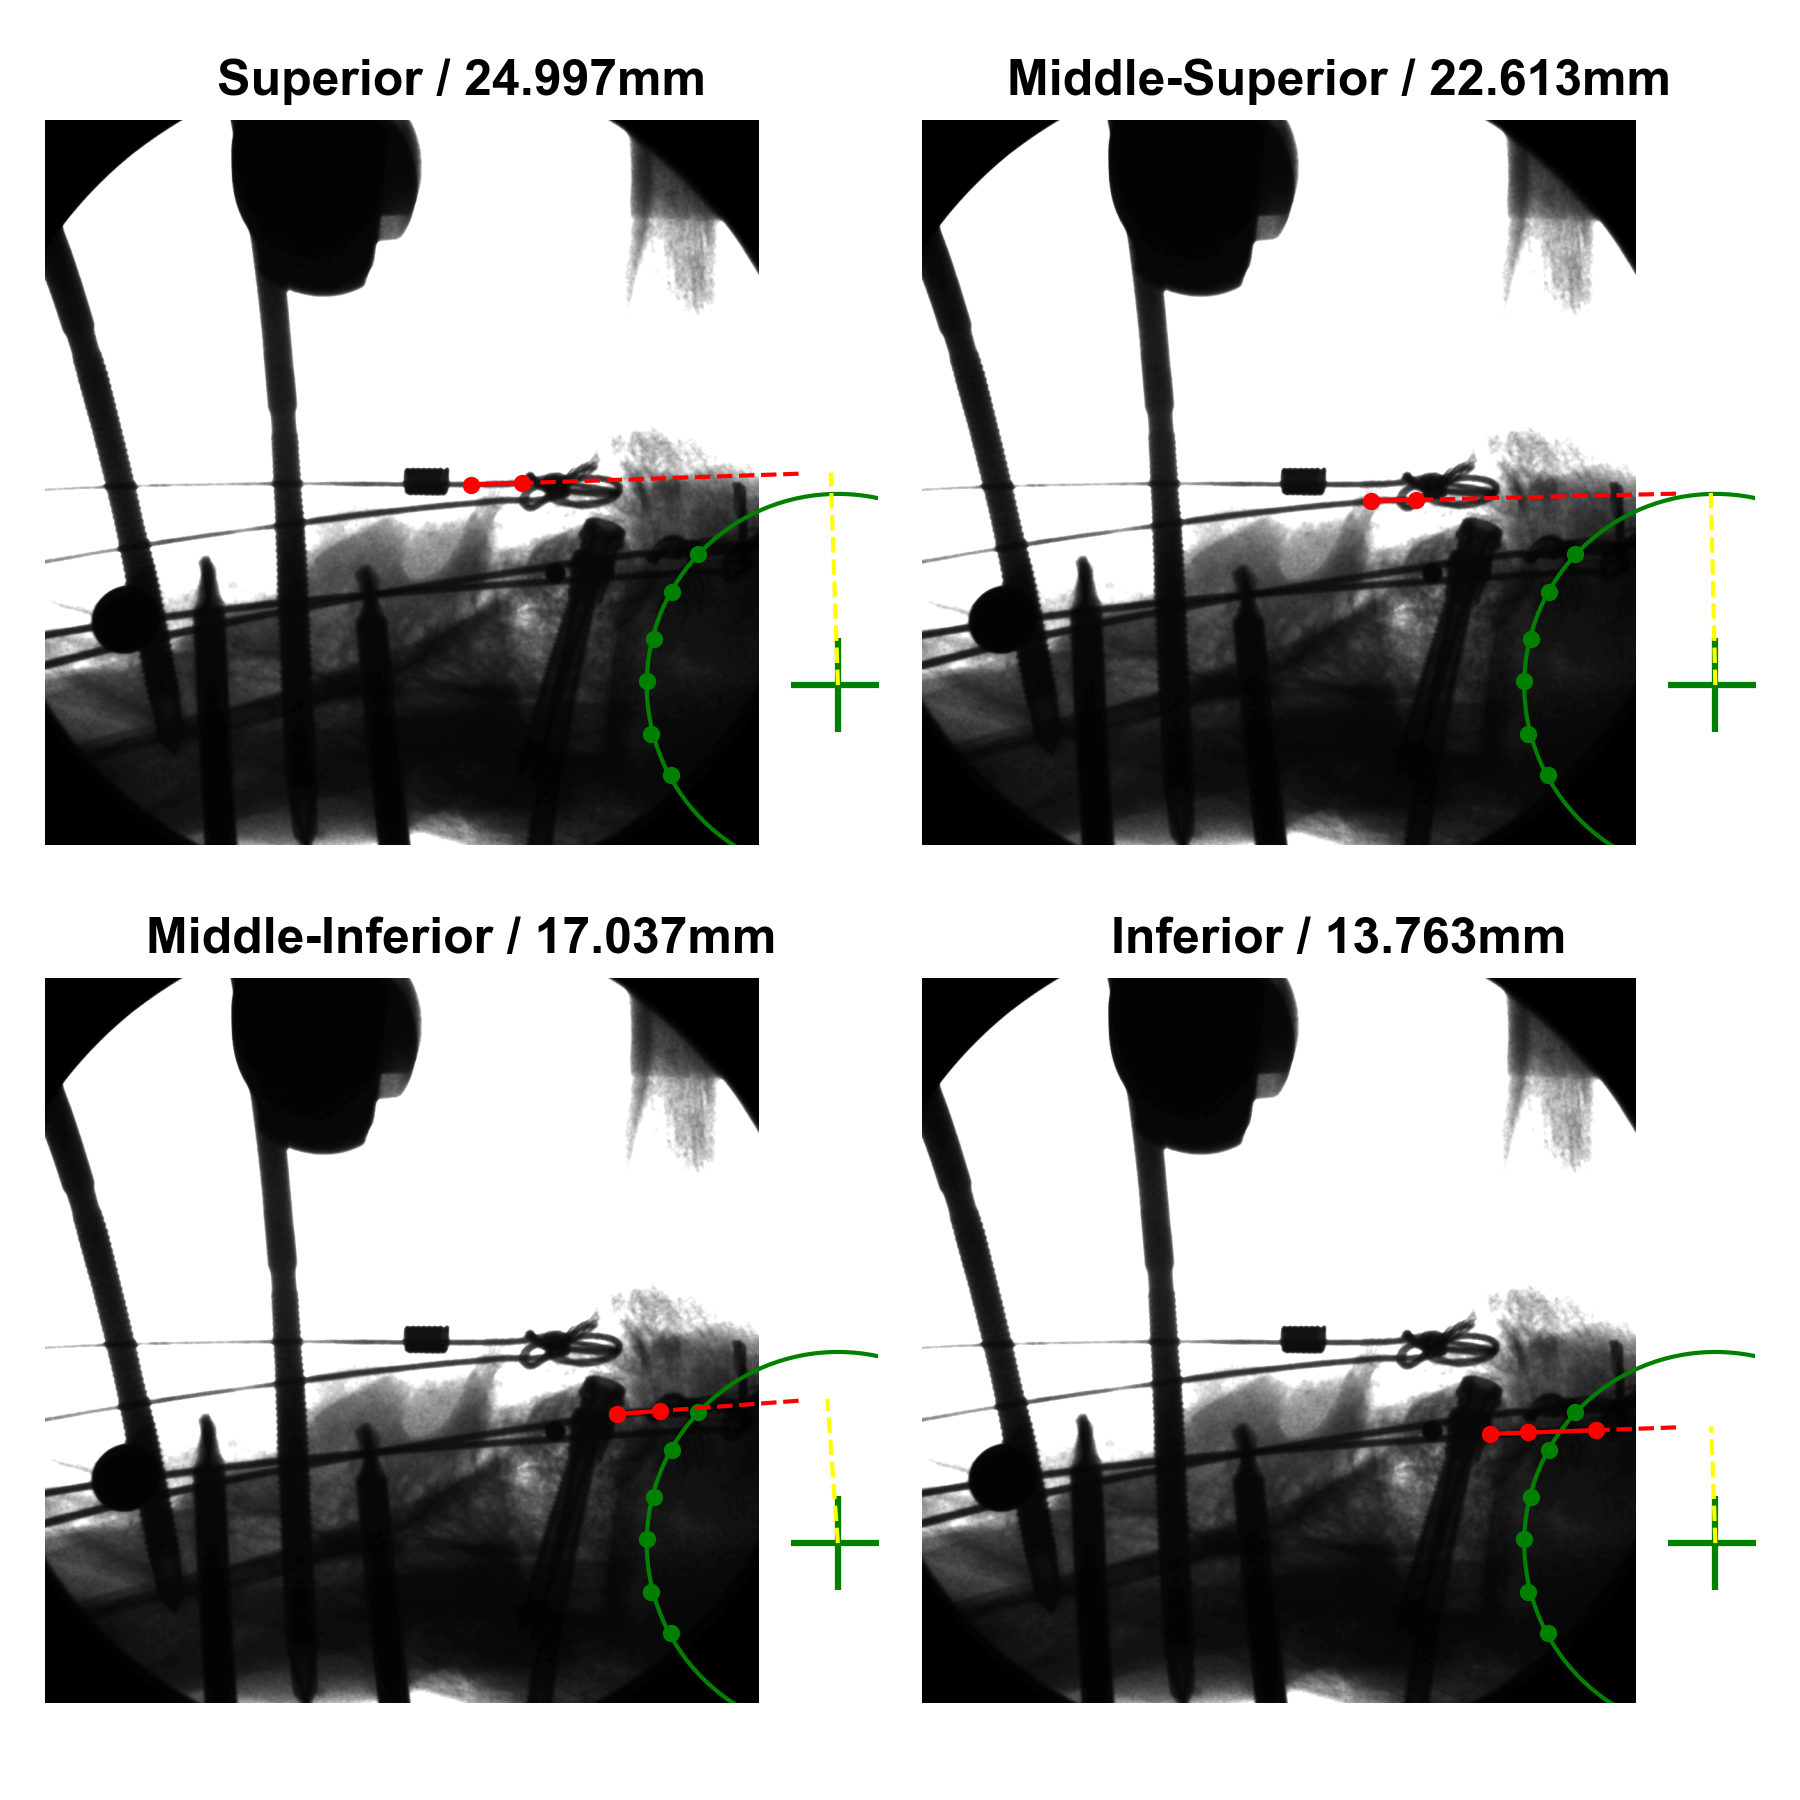 Superior / 24.997mm
Middle-Superior / 22.613mm
Middle-Inferior / 17.037mm
Inferior / 13.763mm